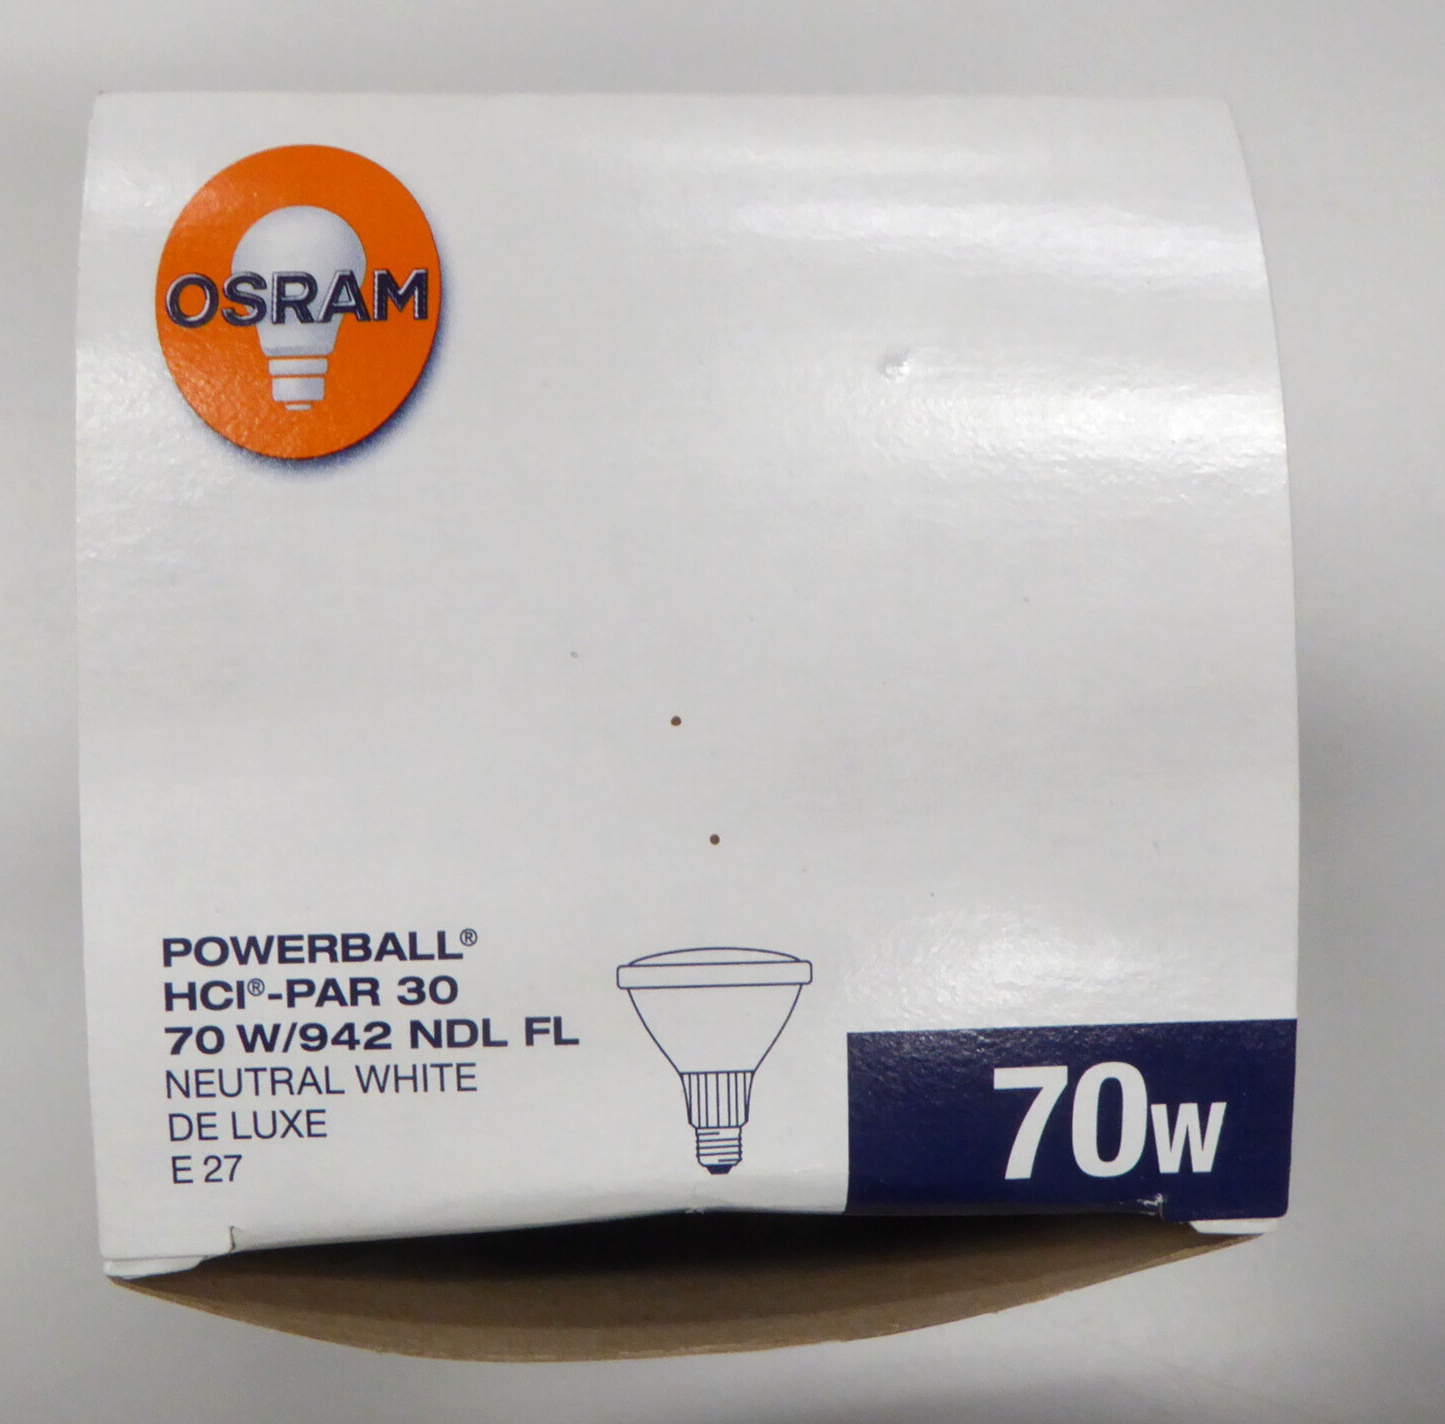 OSRAM
POWERBALL®
HCI®-PAR 30
70 W/942 NDL FL
NEUTRAL WHITE
DE LUXE
E 27
70W